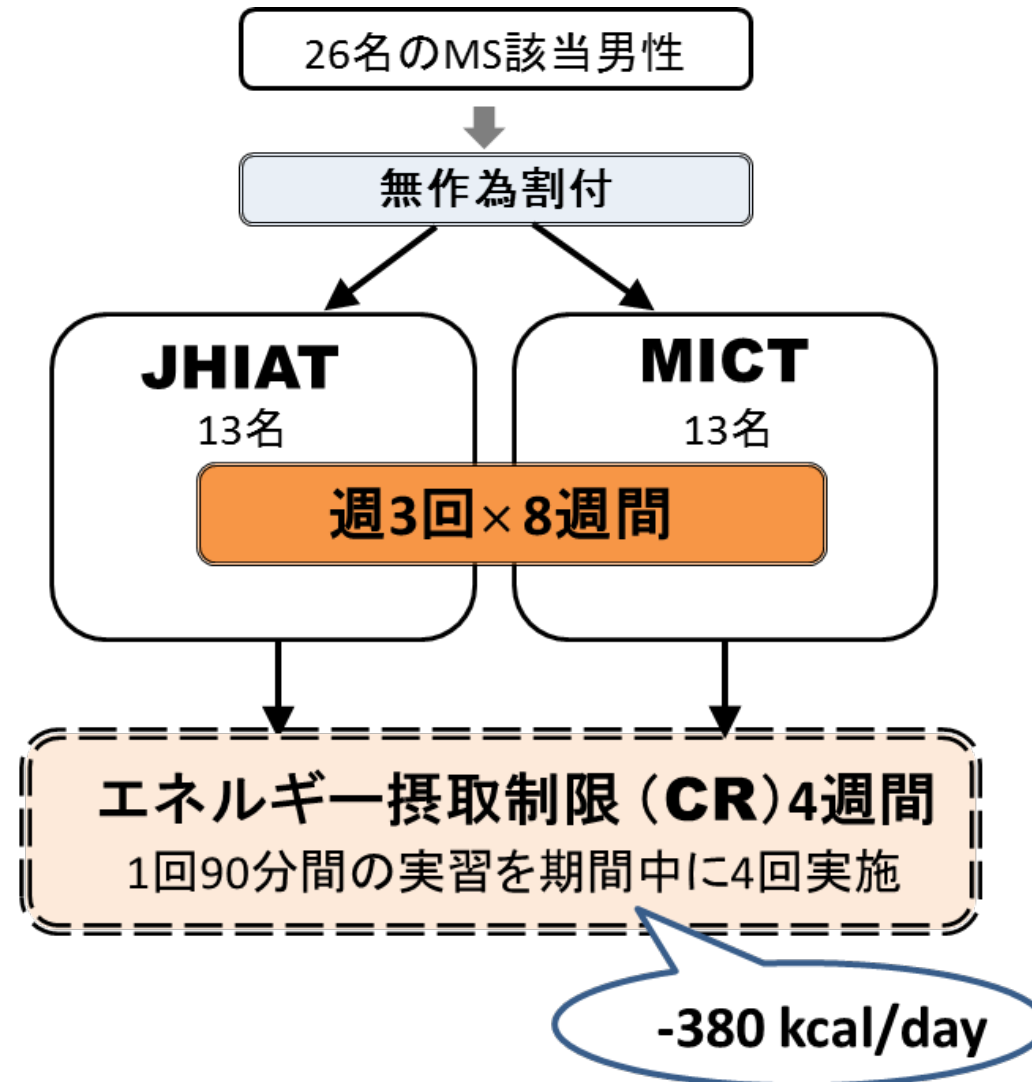 26名のMS該当男性
無作為割付
JHIAT
13名
MICT
13名
週3回×8週間
エネルギー摂取制限（CR）4週間
1回90分間の実習を期間中に4回実施
-380 kcal/day